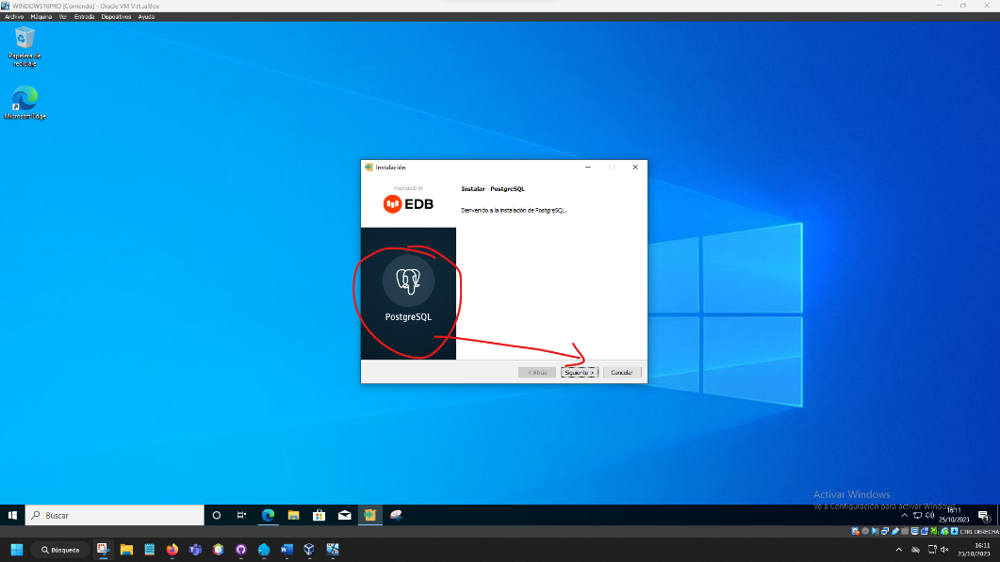 WINDOWS10PRO [Corriendo] - Oracle VM VirtualBox
Archivo Máquina Ver Entrada Dispositivos Ayuda
Papelera de
reciclaje
Microsoft Edge
Instalación
PACKAGED BY
EDB
Instalar - PostgreSQL
Bienvenido a la instalación de PostgreSQL.
PostgreSQL
< Atrás
Siguiente >
Cancelar
Activar Windows
Ve a Configuración para activar Windows.
Buscar
16:11
25/10/2023
CTRL DERECHA
Búsqueda
16:11
25/10/2023